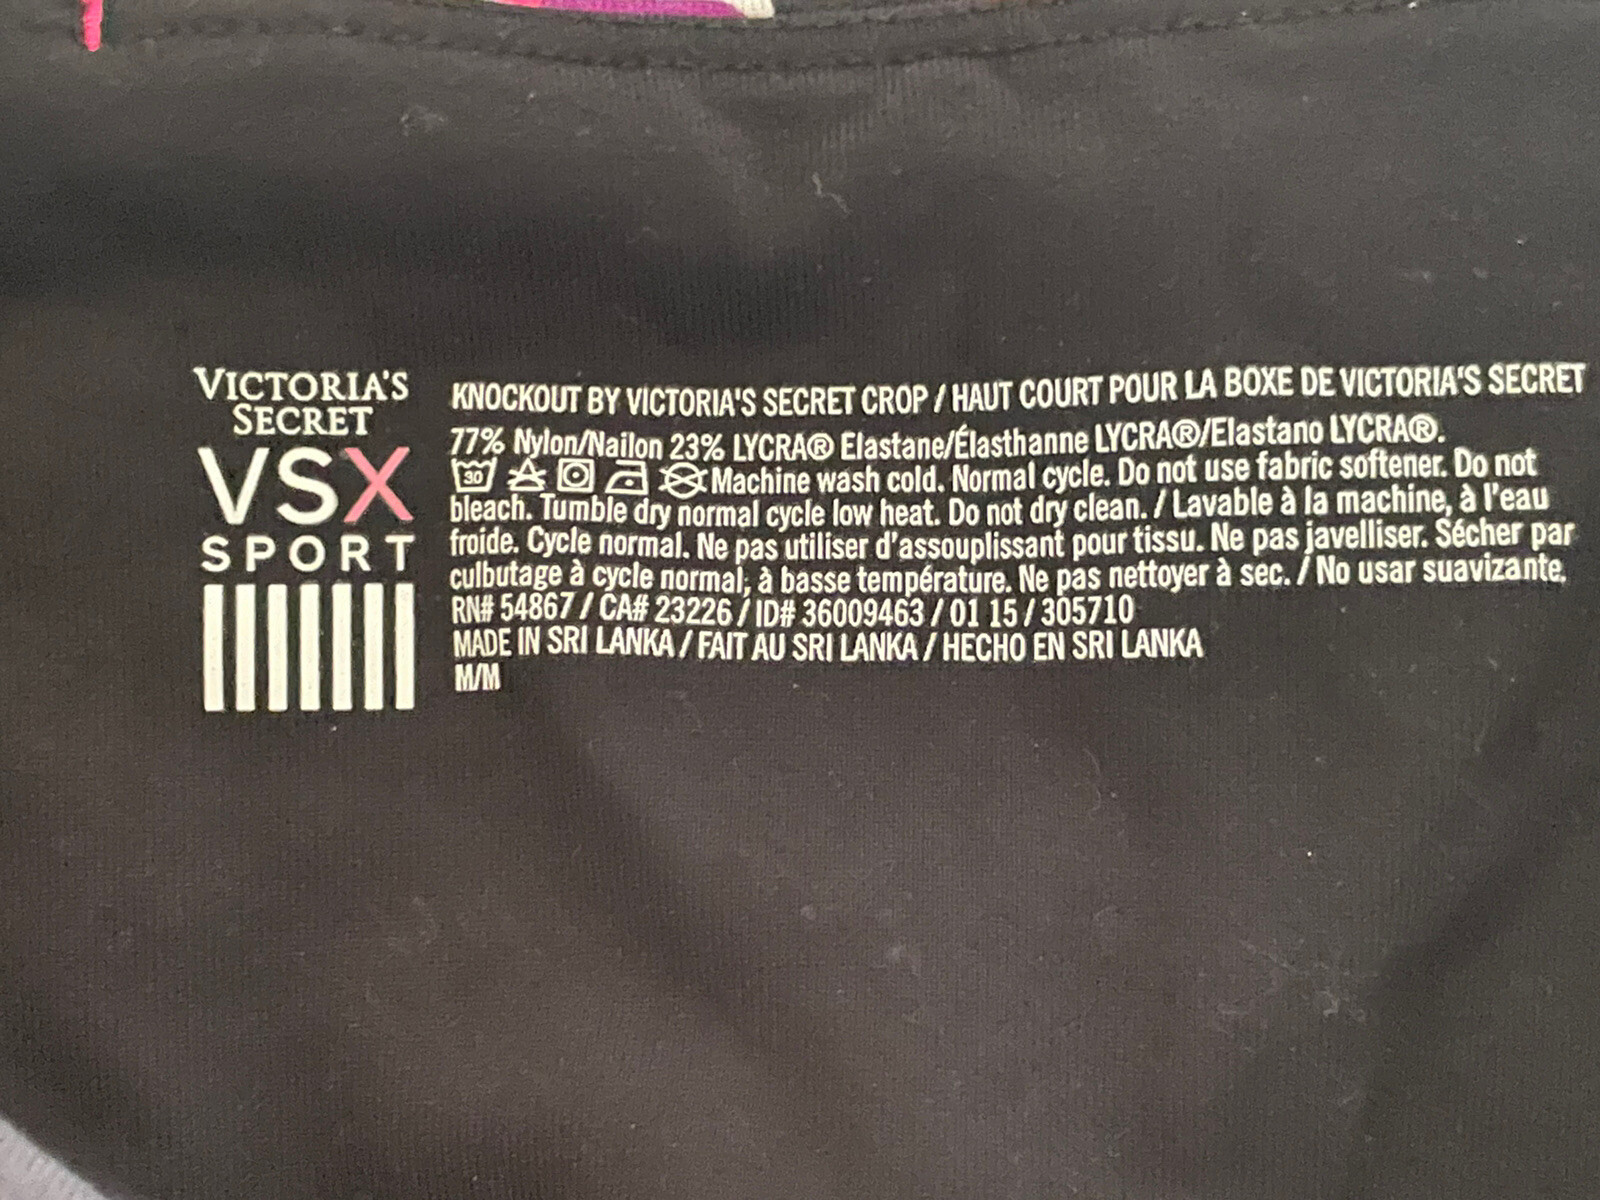 VICTORIA'S
SECRET
VSX
SPORT
KNOCKOUT BY VICTORIA'S SECRET CROP / HAUT COURT POUR LA BOXE DE VICTORIA'S SECRET
77% Nylon/Nailon 23% LYCRA® Elastane/Élasthanne LYCRA®/Elastano LYCRA®.
30 Machine wash cold. Normal cycle. Do not use fabric softener. Do not
bleach. Tumble dry normal cycle low heat. Do not dry clean. / Lavable à la machine, à l'eau
froide. Cycle normal. Ne pas utiliser d'assouplissant pour tissu. Ne pas javelliser. Sécher par
culbutage à cycle normal, à basse température. Ne pas nettoyer à sec. / No usar suavizante.
RN# 54867 / CA# 23226 / ID# 36009463 / 01 15 / 305710
MADE IN SRI LANKA / FAIT AU SRI LANKA / HECHO EN SRI LANKA
M/M